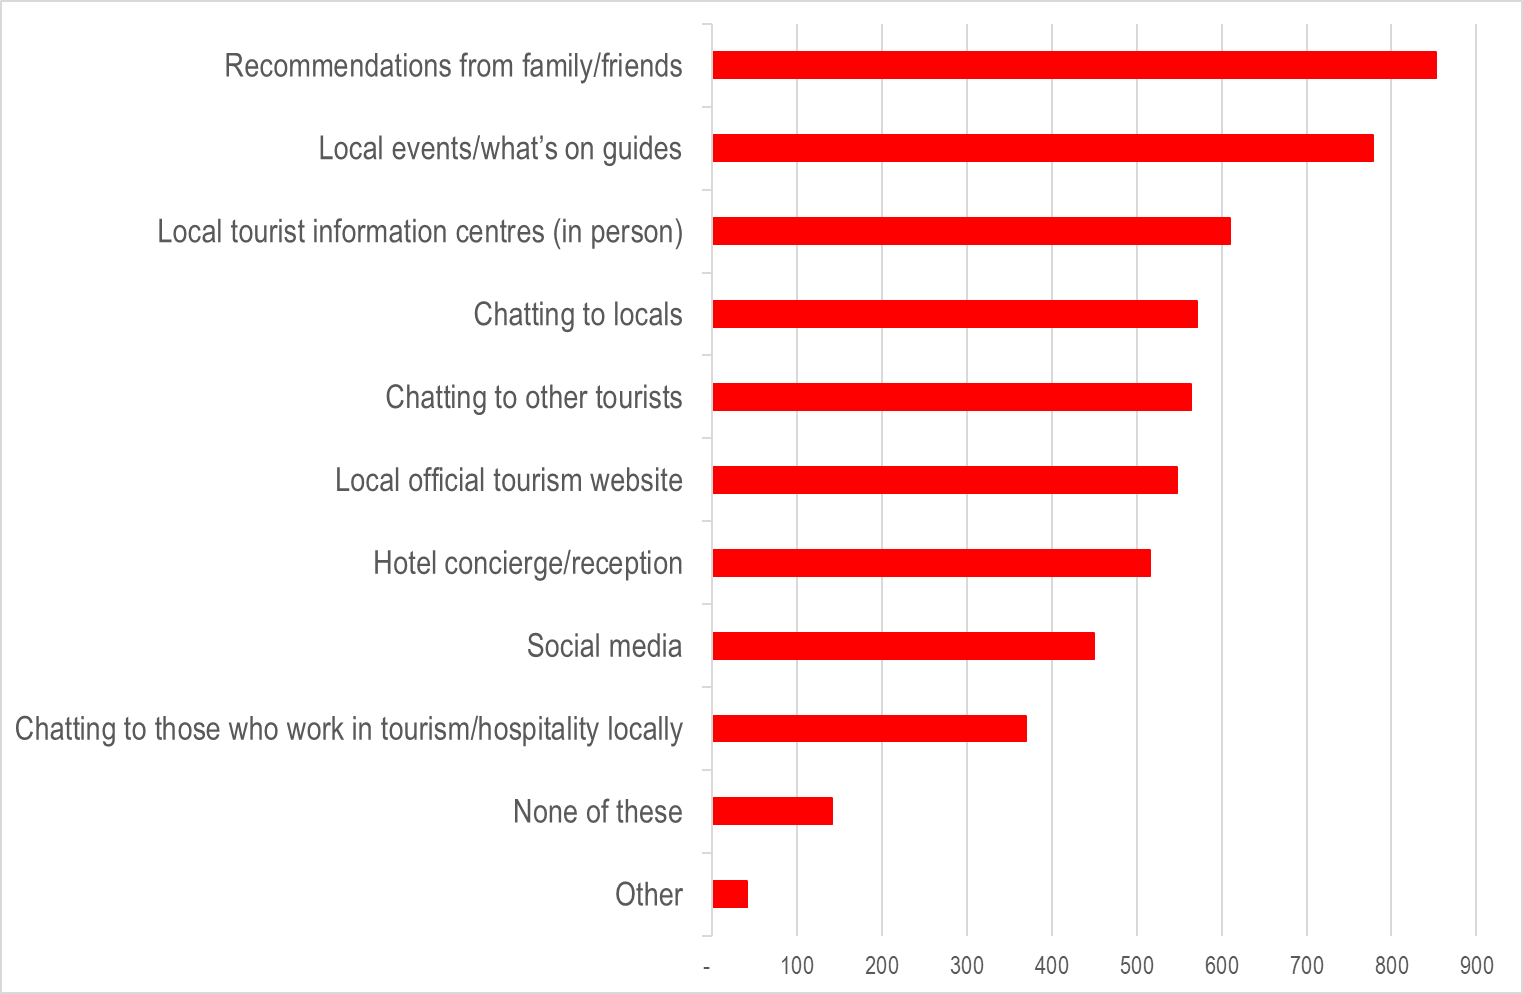 Recommendations from family/friends
Local events/what’s on guides
Local tourist information centres (in person)
Chatting to locals
Chatting to other tourists
Local official tourism website
Hotel concierge/reception
Social media
Chatting to those who work in tourism/hospitality locally
None of these
Other
- 100 200 300 400 500 600 700 800 900